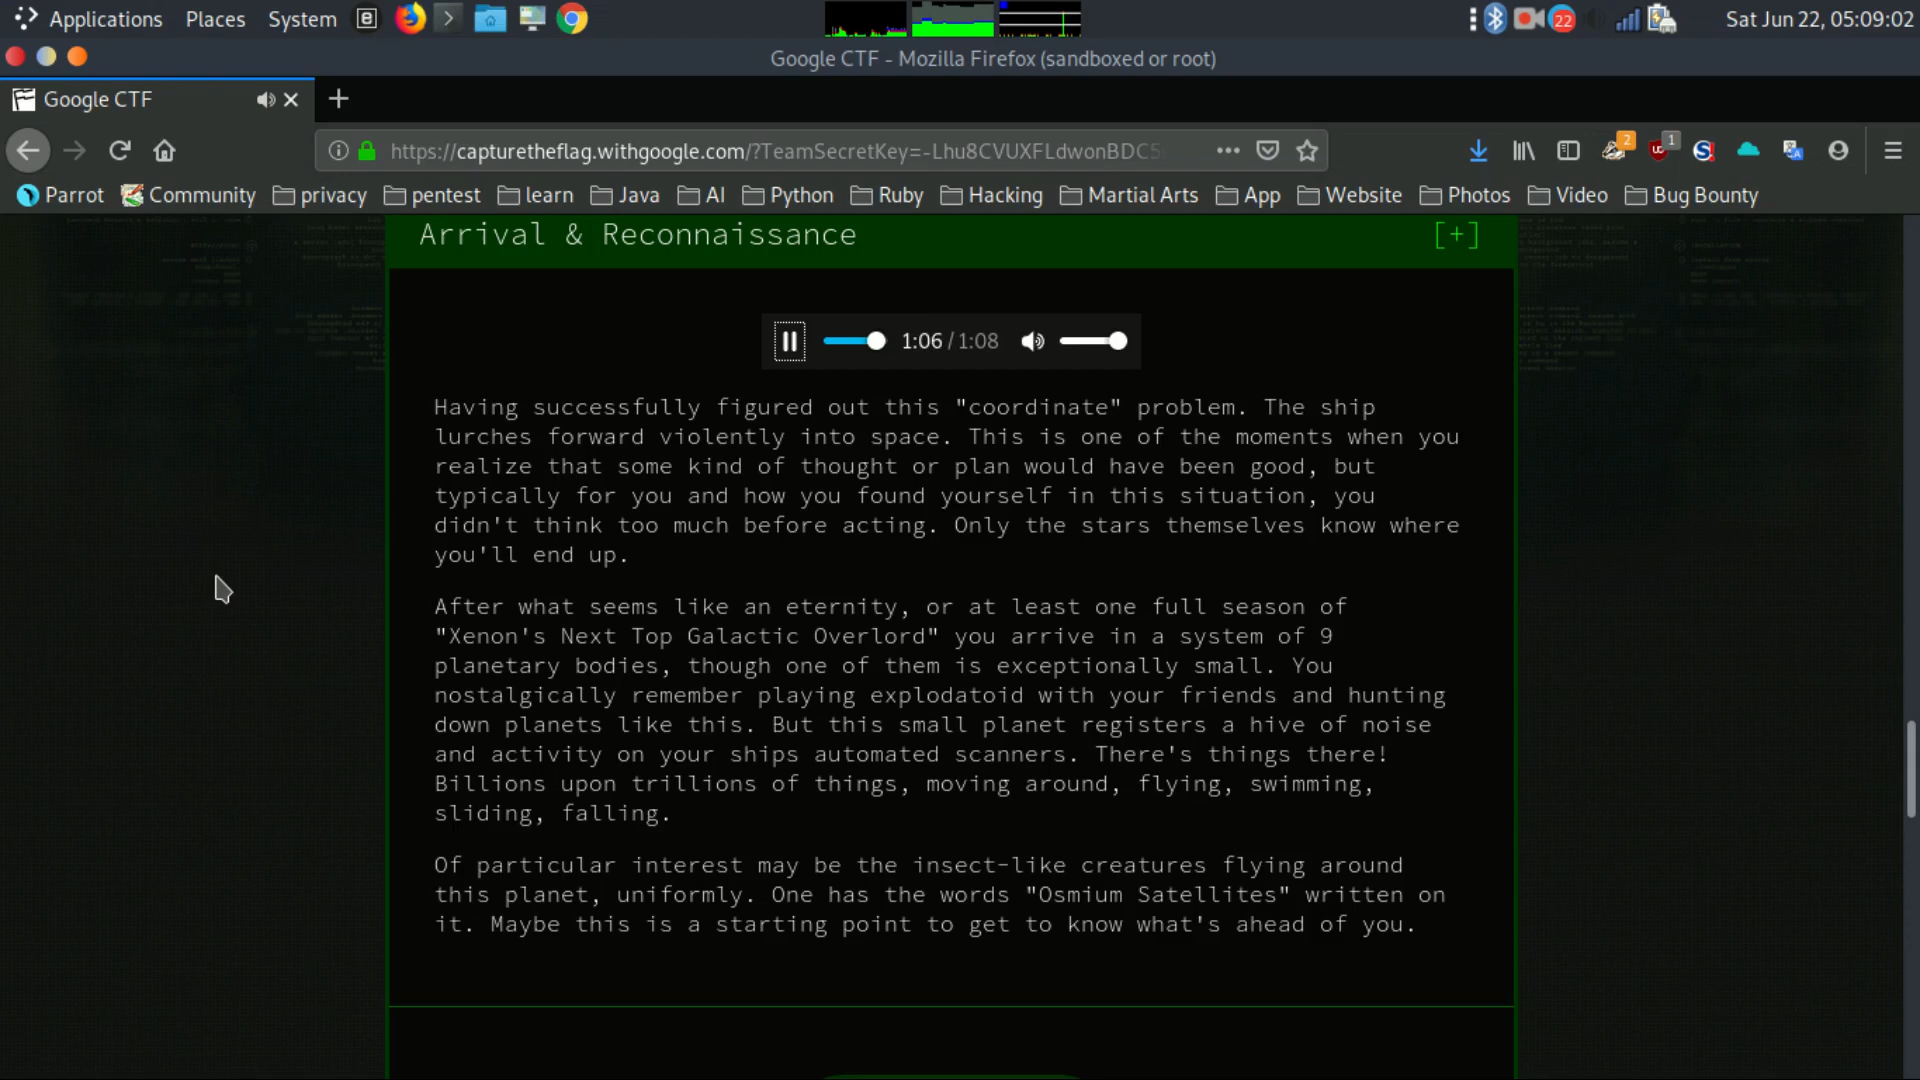 Applications Places System 22 Sat Jun 22, 05:09:02
Google CTF - Mozilla Firefox (sandboxed or root)
Google CTF
https://capturetheflag.withgoogle.com/?TeamSecretKey=-Lhu8CVUXFLdwonBDC5 2 1
Parrot Community privacy pentest learn Java AI Python Ruby Hacking Martial Arts App Website Photos Video Bug Bounty
Arrival & Reconnaissance [+]
1:06 / 1:08
Having successfully figured out this "coordinate" problem. The ship
lurches forward violently into space. This is one of the moments when you
realize that some kind of thought or plan would have been good, but
typically for you and how you found yourself in this situation, you
didn't think too much before acting. Only the stars themselves know where
you'll end up.
After what seems like an eternity, or at least one full season of
"Xenon's Next Top Galactic Overlord" you arrive in a system of 9
planetary bodies, though one of them is exceptionally small. You
nostalgically remember playing explodatoid with your friends and hunting
down planets like this. But this small planet registers a hive of noise
and activity on your ships automated scanners. There's things there!
Billions upon trillions of things, moving around, flying, swimming,
sliding, falling.
Of particular interest may be the insect-like creatures flying around
this planet, uniformly. One has the words "Osmium Satellites" written on
it. Maybe this is a starting point to get to know what's ahead of you.